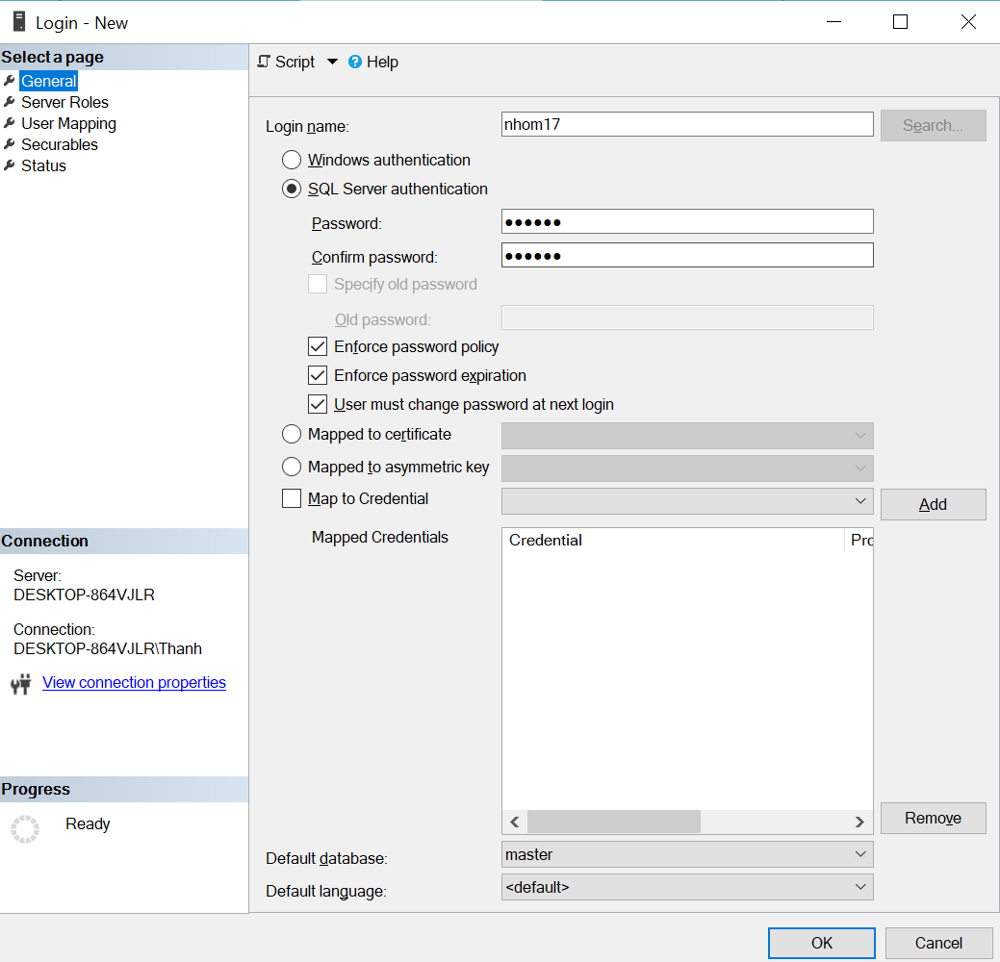 Login - New
Select a page
General
Server Roles
User Mapping
Securables
Status
Script
Help
Login name:
nhom17
Search...
Windows authentication
SQL Server authentication
Password:
●●●●●●
Confirm password:
●●●●●●
Specify old password
Old password:
Enforce password policy
Enforce password expiration
User must change password at next login
Mapped to certificate
Mapped to asymmetric key
Map to Credential
Add
Mapped Credentials
Credential
Pro
Remove
Default database:
master
Default language:
<default>
Connection
Server:
DESKTOP-864VJLR
Connection:
DESKTOP-864VJLR\Thanh
View connection properties
Progress
Ready
OK
Cancel